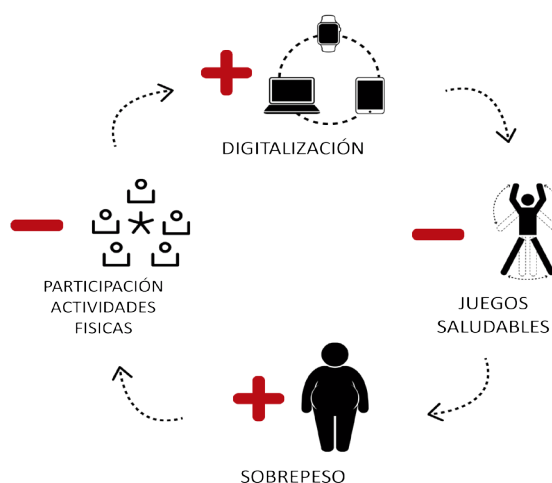 DIGITALIZACIÓN
JUEGOS
SALUDABLES
SOBREPESO
PARTICIPACIÓN
ACTIVIDADES
FISICAS